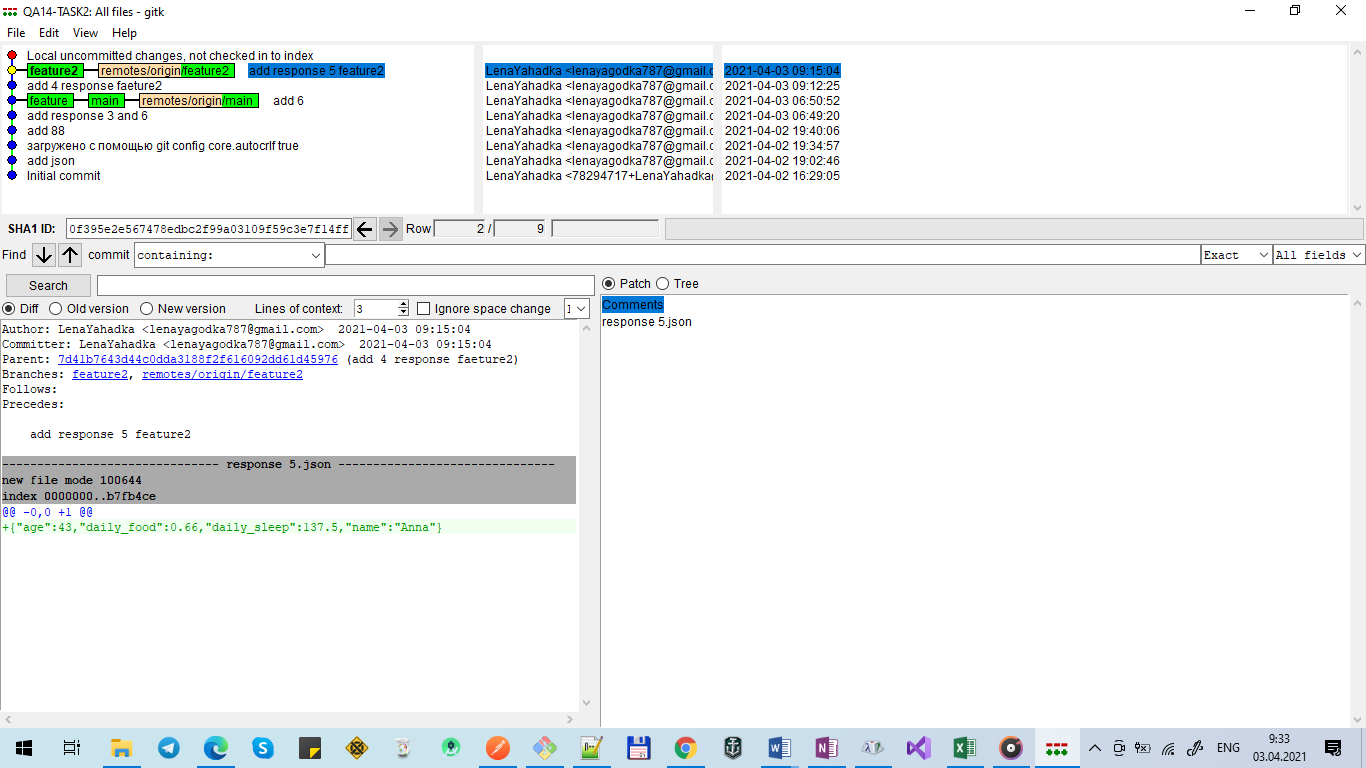 QA14-TASK2: All files - gitk
File Edit View Help
Local uncommitted changes, not checked in to index
feature2 remotes/origin/feature2 add response 5 feature2 LenaYahadka <lenayagodka787@gmail.c 2021-04-03 09:15:04
add 4 response faeture2 LenaYahadka <lenayagodka787@gmail.c 2021-04-03 09:12:25
feature main remotes/origin/main add 6 LenaYahadka <lenayagodka787@gmail.c 2021-04-03 06:50:52
add response 3 and 6 LenaYahadka <lenayagodka787@gmail.c 2021-04-03 06:49:20
add 88 LenaYahadka <lenayagodka787@gmail.c 2021-04-02 19:40:06
загружено с помощью git config core.autocrlf true LenaYahadka <lenayagodka787@gmail.c 2021-04-02 19:34:57
add json LenaYahadka <lenayagodka787@gmail.c 2021-04-02 19:02:46
Initial commit LenaYahadka <78294717+LenaYahadka 2021-04-02 16:29:05
SHA1 ID: 0f395e2e567478edbc2f99a03109f59c3e7f14ff Row 2 / 9
Find commit containing: Exact All fields
Search
Patch Tree
Diff Old version New version Lines of context: 3 Ignore space change
Comments
response 5.json
Author: LenaYahadka <lenayagodka787@gmail.com> 2021-04-03 09:15:04
Committer: LenaYahadka <lenayagodka787@gmail.com> 2021-04-03 09:15:04
Parent: 7d41b7643d44c0dda3188f2f616092dd61d45976 (add 4 response faeture2)
Branches: feature2, remotes/origin/feature2
Follows:
Precedes:
add response 5 feature2
------------------------------- response 5.json -------------------------------
new file mode 100644
index 0000000..b7fb4ce
@@ -0,0 +1 @@
+{"age":43,"daily_food":0.66,"daily_sleep":137.5,"name":"Anna"}
ENG 9:33
03.04.2021